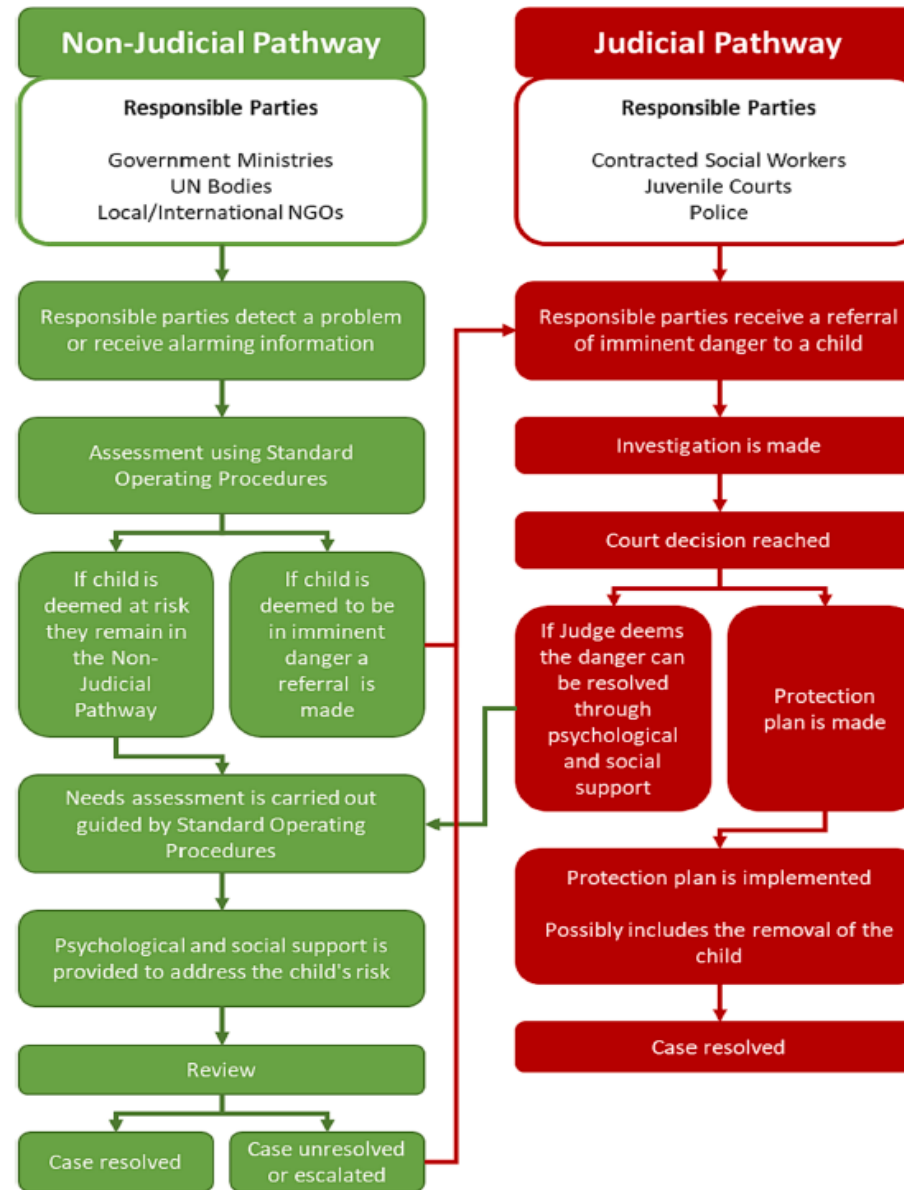 Non-Judicial Pathway
Responsible Parties
Government Ministries
UN Bodies
Local/International NGOs
Responsible parties detect a problem
or receive alarming information
Assessment using Standard
Operating Procedures
If child is
deemed at risk
they remain in
the Non-
Judicial
Pathway
If child is
deemed to be
in imminent
danger a
referral is
made
Needs assessment is carried out
guided by Standard Operating
Procedures
Psychological and social support is
provided to address the child's risk
Review
Case resolved
Case unresolved
or escalated
Judicial Pathway
Responsible Parties
Contracted Social Workers
Juvenile Courts
Police
Responsible parties receive a referral
of imminent danger to a child
Investigation is made
Court decision reached
If Judge deems
the danger can
be resolved
through
psychological
and social
support
Protection
plan is made
Protection plan is implemented
Possibly includes the removal of the
child
Case resolved